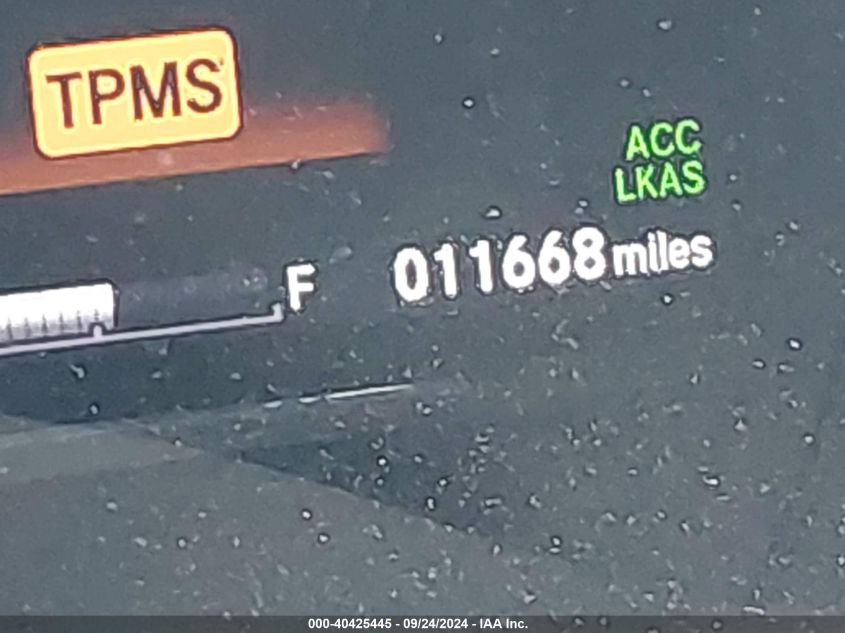 TPMS
ACC
LKAS
F
011668 miles
000-40425445 - 09/24/2024 - IAA Inc.